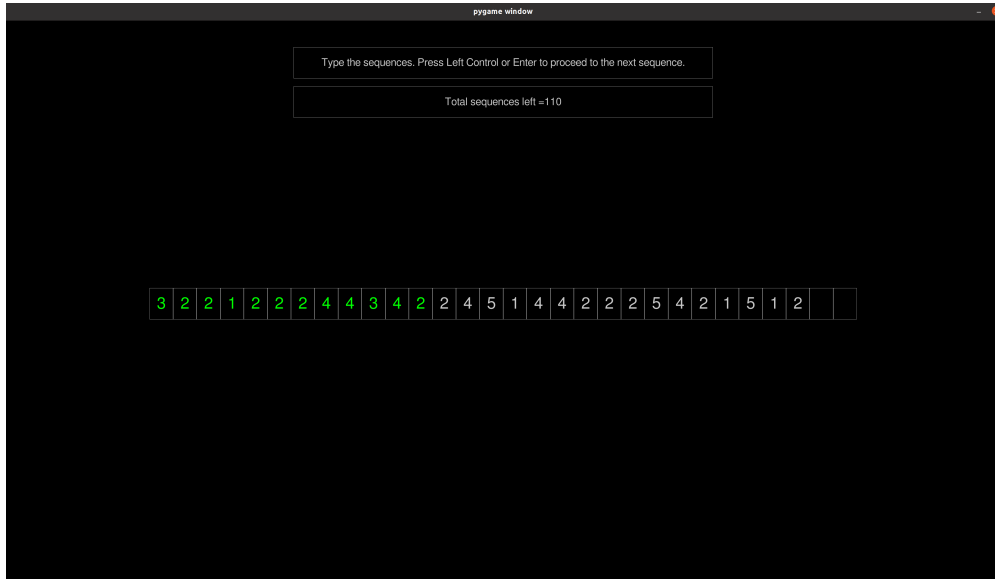 pygame window
Type the sequences. Press Left Control or Enter to proceed to the next sequence.
Total sequences left =110
3 2 2 1 2 2 2 4 4 3 4 2 2 4 5 1 4 4 2 2 2 5 4 2 1 5 1 2